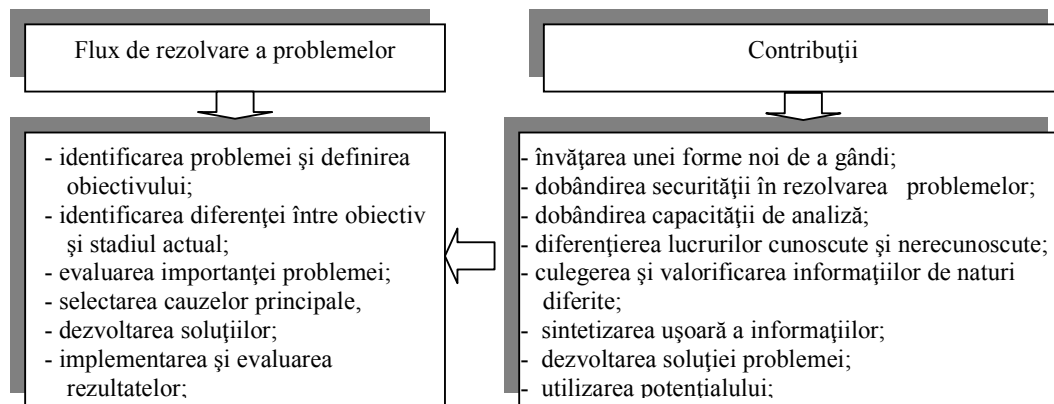 Flux de rezolvare a problemelor
- identificarea problemei şi definirea
obiectivului;
- identificarea diferenţei între obiectiv
şi stadiul actual;
- evaluarea importanţei problemei;
- selectarea cauzelor principale,
- dezvoltarea soluţiilor;
- implementarea şi evaluarea
rezultatelor;
Contribuţii
- învăţarea unei forme noi de a gândi;
- dobândirea securităţii în rezolvarea problemelor;
- dobândirea capacităţii de analiză;
- diferenţierea lucrurilor cunoscute şi nerecunoscute;
- culegerea şi valorificarea informaţiilor de naturi
diferite;
- sintetizarea uşoară a informaţiilor;
- dezvoltarea soluţiei problemei;
- utilizarea potenţialului;